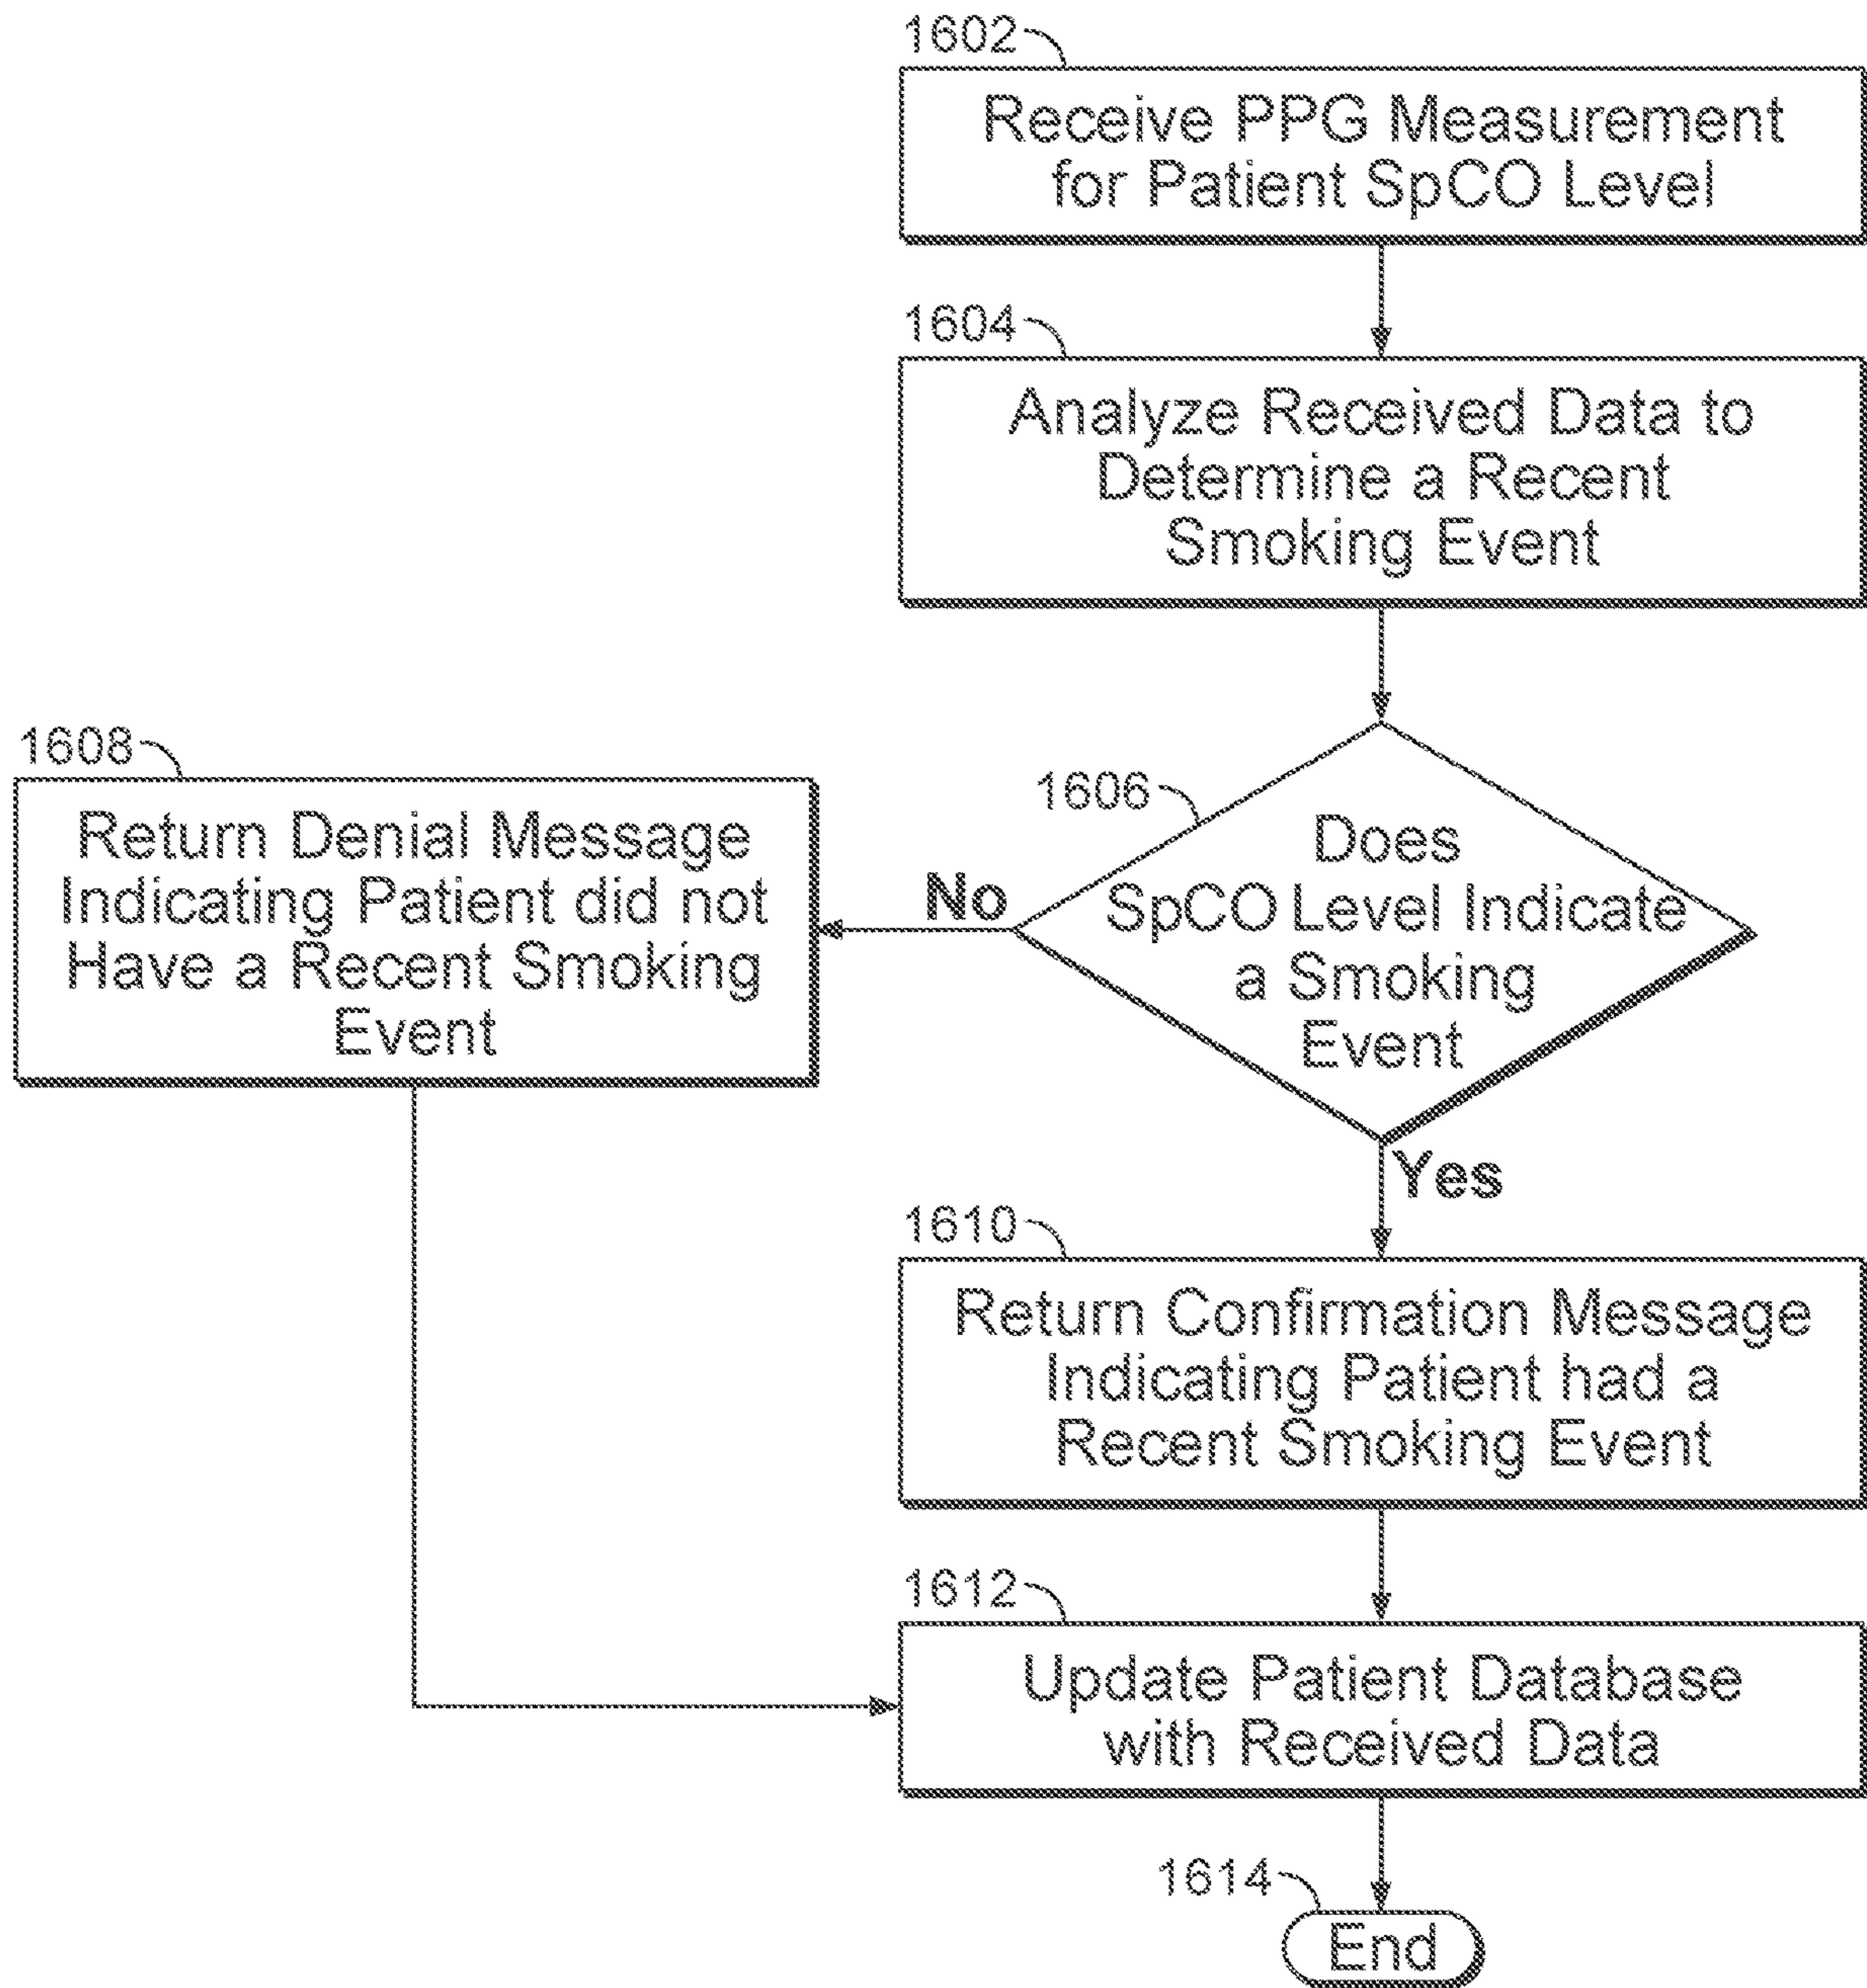 1602
Receive PPG Measurement
for Patient SpCO Level
1604
Analyze Received Data to
Determine a Recent
Smoking Event
1606
Does
SpCO Level Indicate
a Smoking
Event
No
1608
Return Denial Message
Indicating Patient did not
Have a Recent Smoking
Event
Yes
1610
Return Confirmation Message
Indicating Patient had a
Recent Smoking Event
1612
Update Patient Database
with Received Data
1614
End